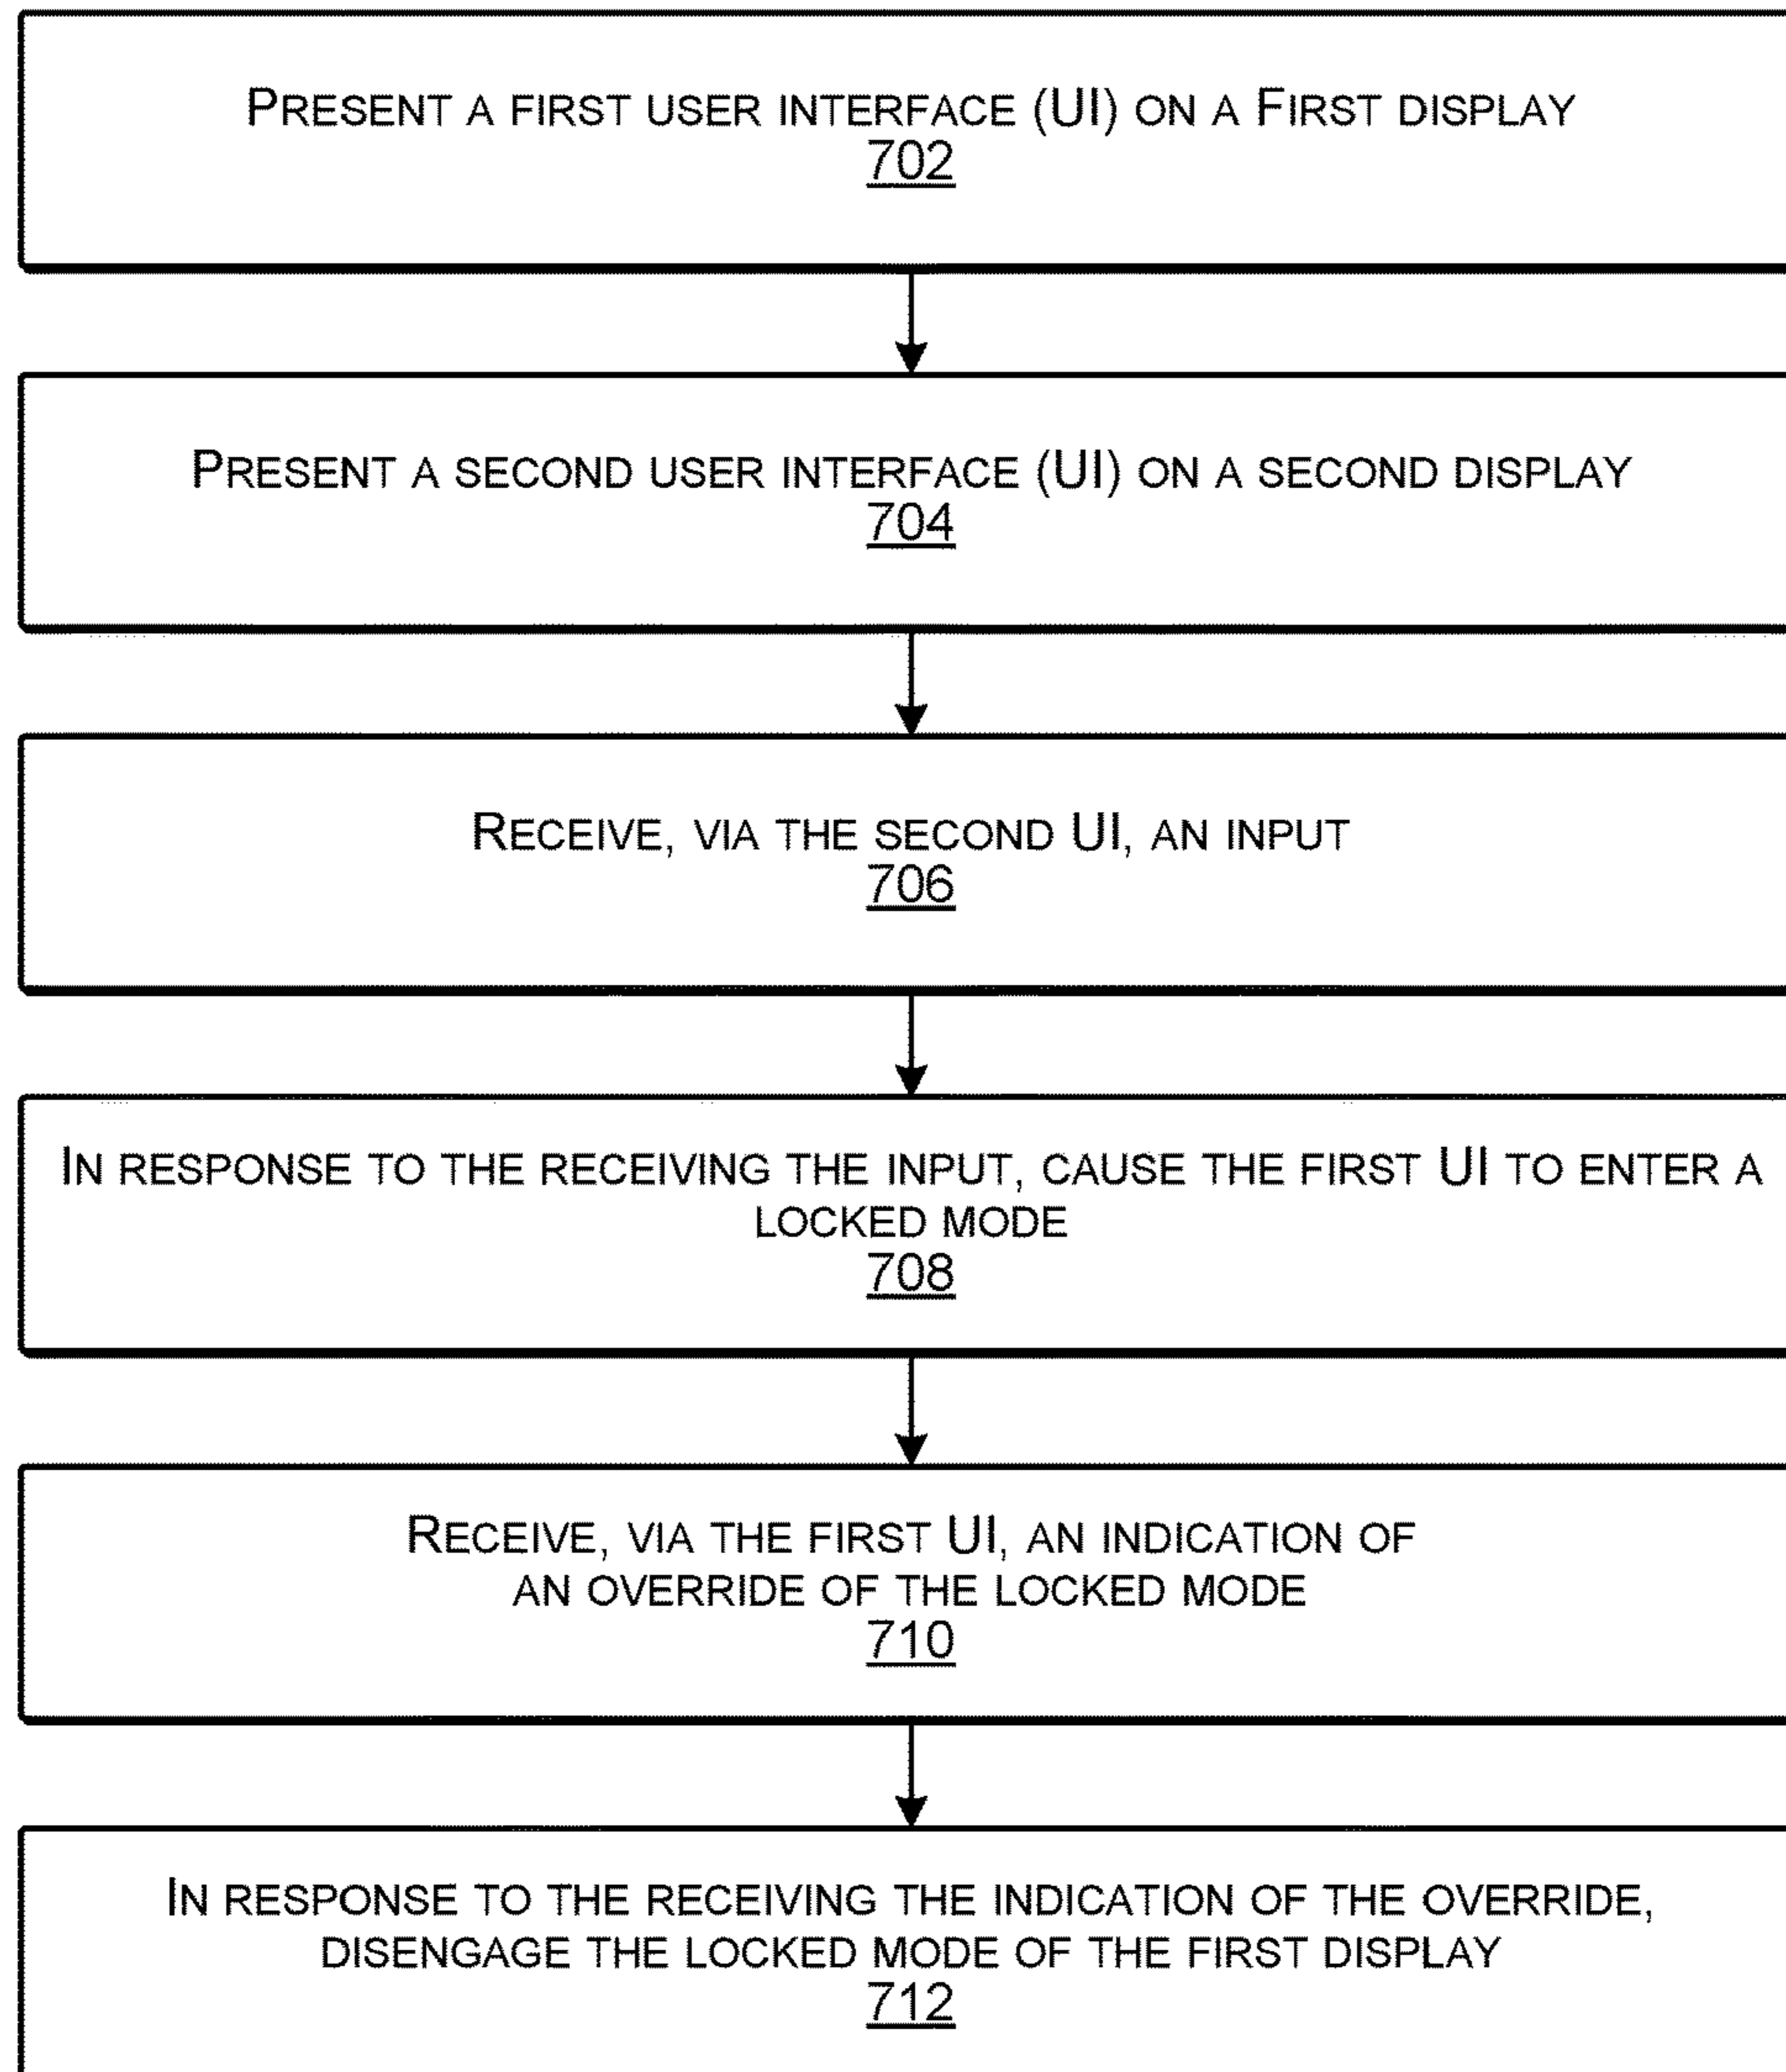 PRESENT A FIRST USER INTERFACE (UI) ON A FIRST DISPLAY
702
PRESENT A SECOND USER INTERFACE (UI) ON A SECOND DISPLAY
704
RECEIVE, VIA THE SECOND UI, AN INPUT
706
IN RESPONSE TO THE RECEIVING THE INPUT, CAUSE THE FIRST UI TO ENTER A
LOCKED MODE
708
RECEIVE, VIA THE FIRST UI, AN INDICATION OF
AN OVERRIDE OF THE LOCKED MODE
710
IN RESPONSE TO THE RECEIVING THE INDICATION OF THE OVERRIDE,
DISENGAGE THE LOCKED MODE OF THE FIRST DISPLAY
712